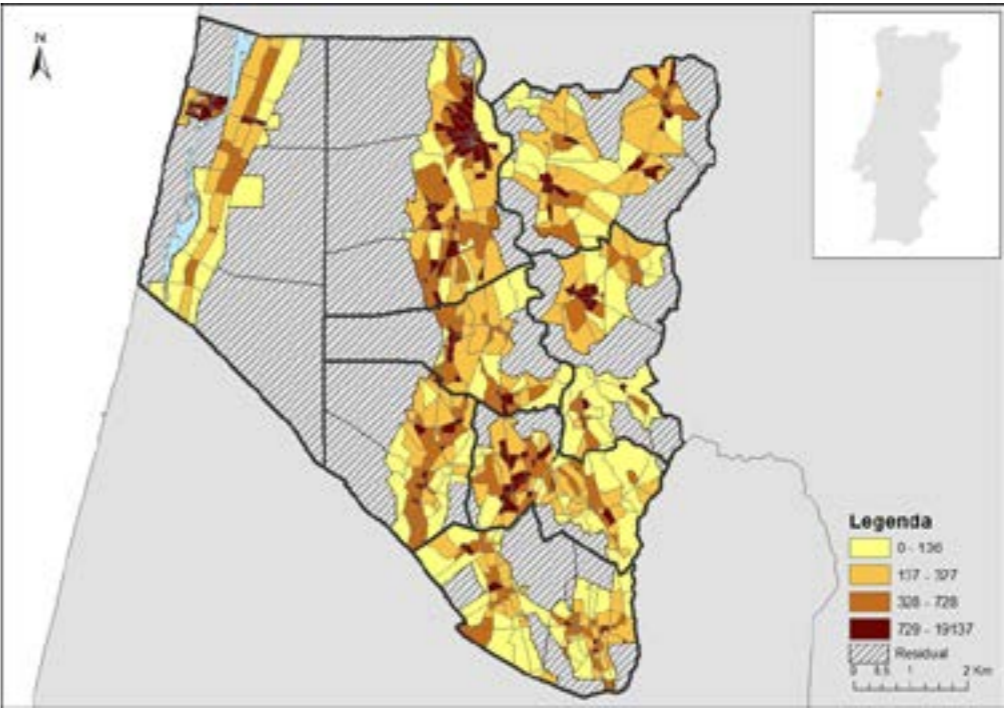 N
Legenda
0 - 136
137 - 327
328 - 728
729 - 19137
Residual
0 0.5 1 2 Km